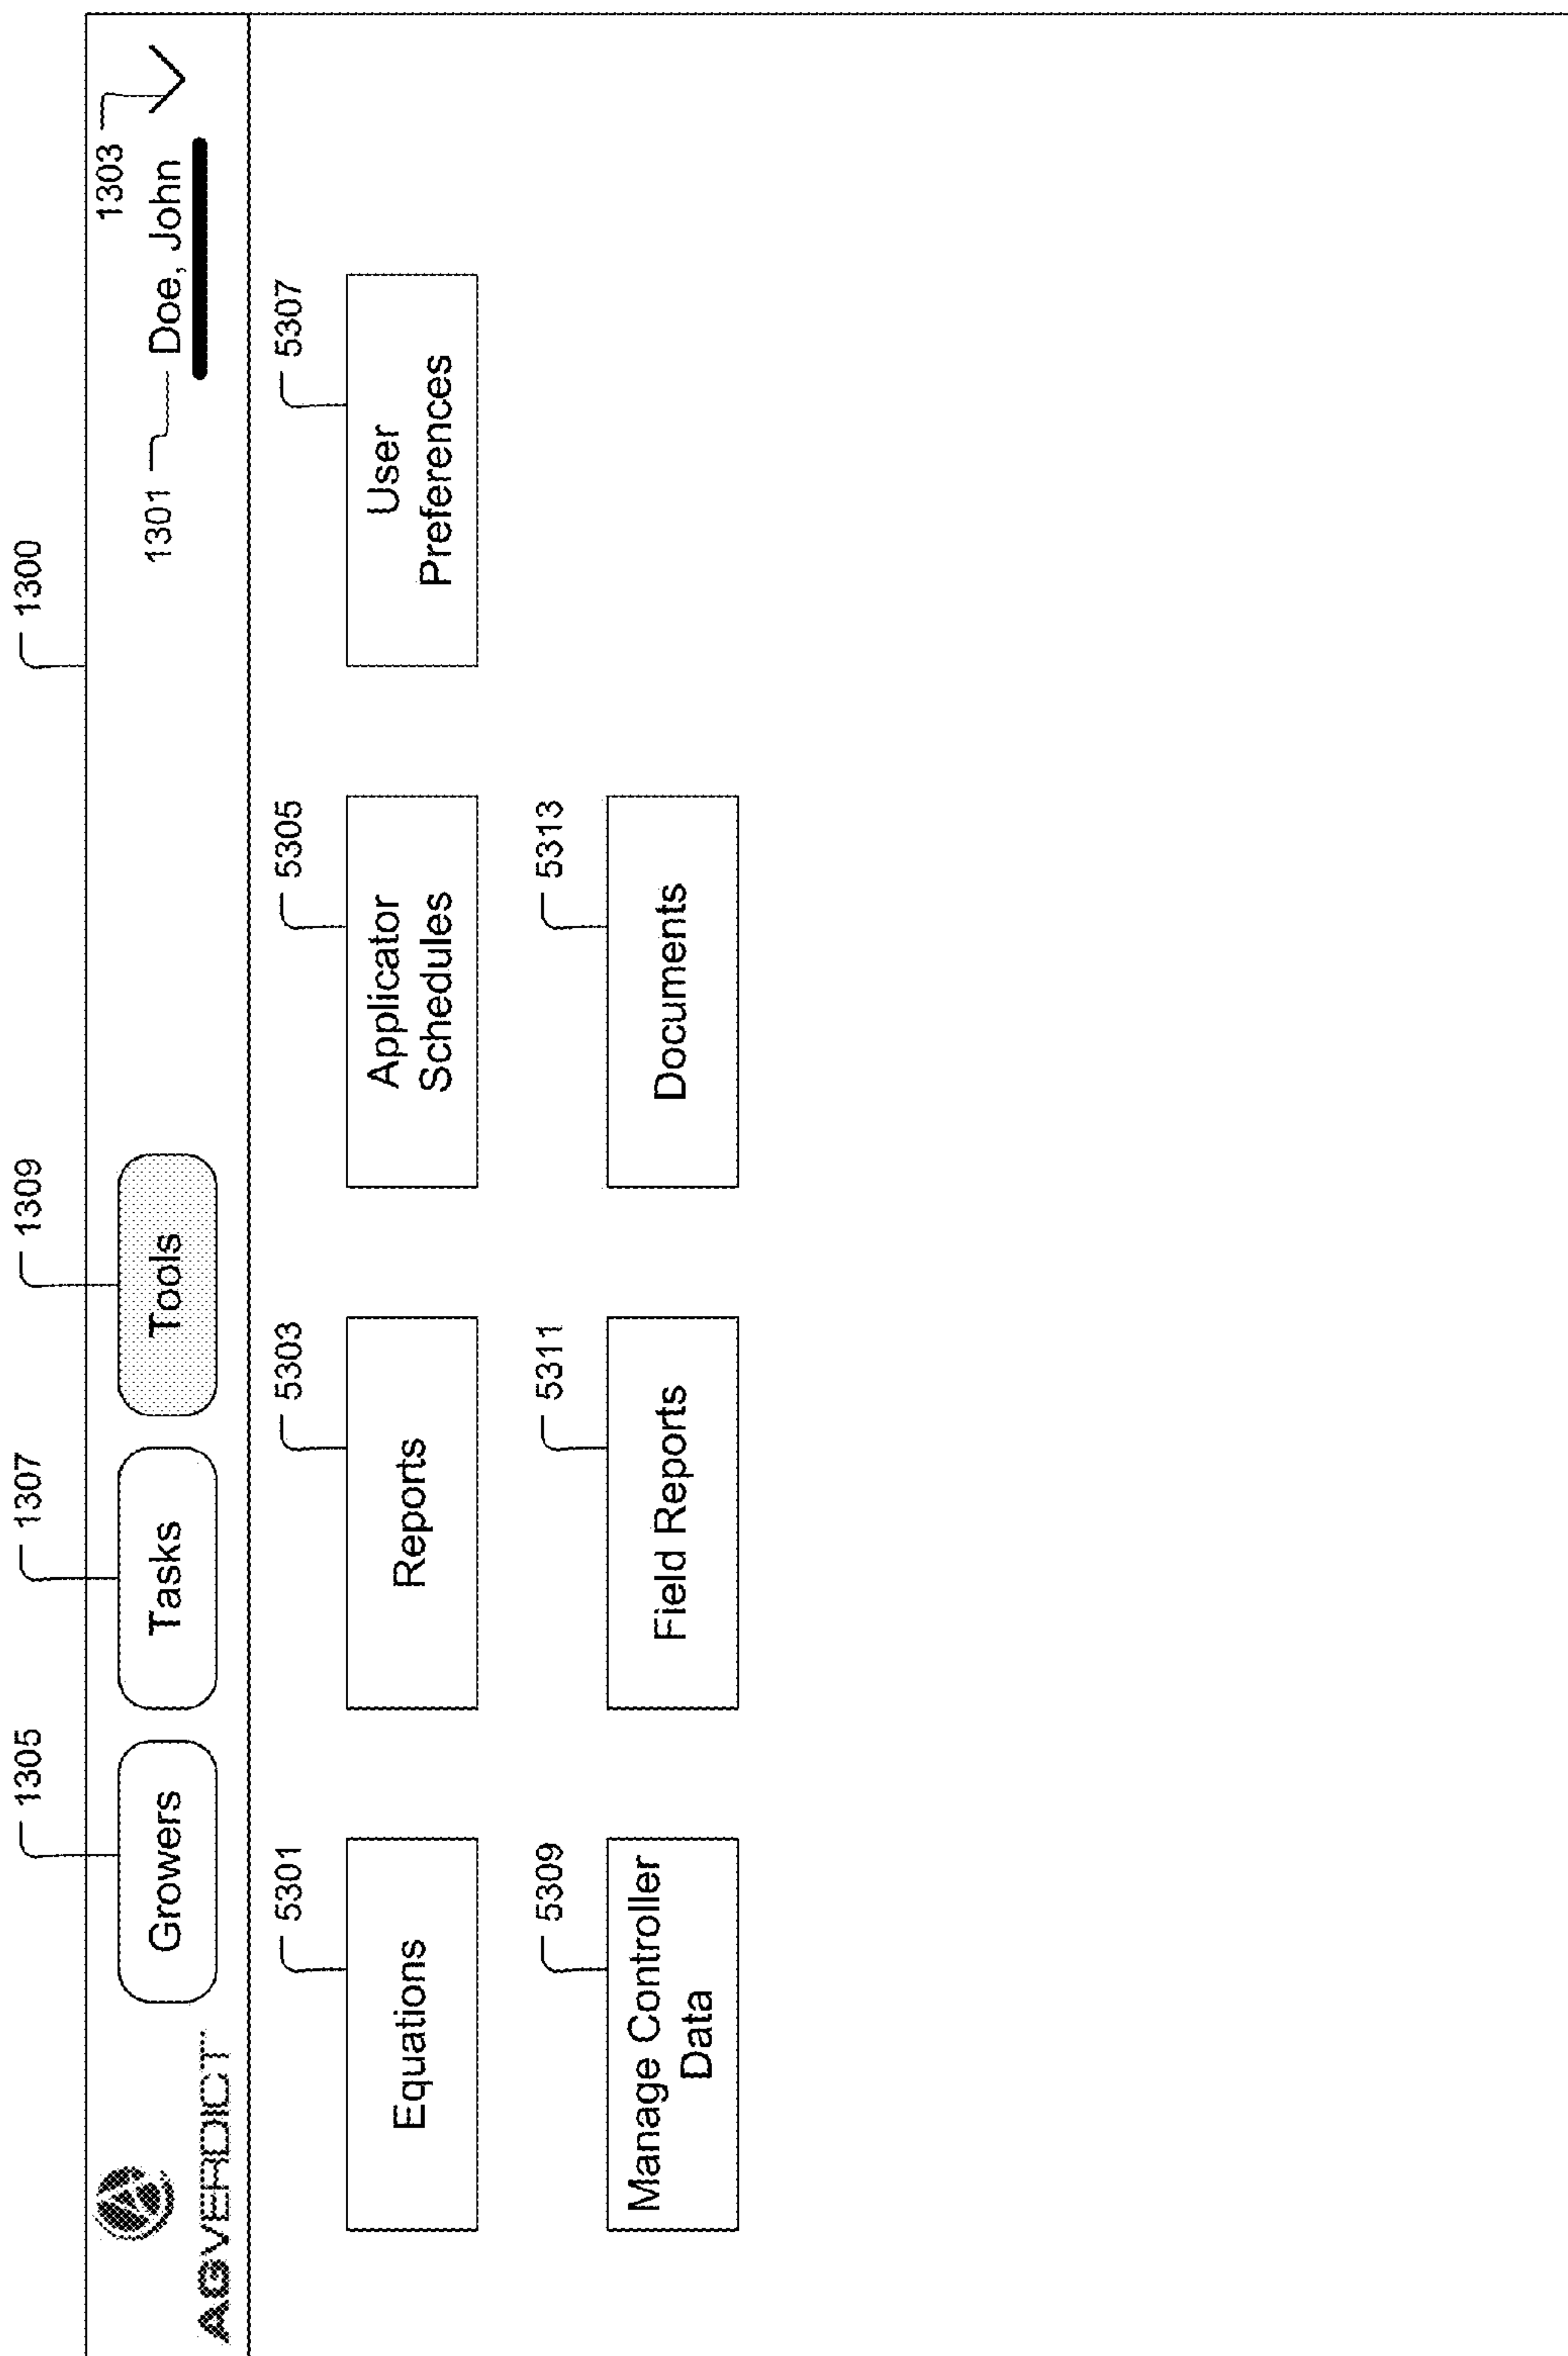 1300
1305
1307
1309
1303
AGVERDICT
Growers
Tasks
Tools
1301
Doe, John
5301
5303
5305
5307
Equations
Reports
Applicator
Schedules
User
Preferences
5309
5311
5313
Manage Controller
Data
Field Reports
Documents